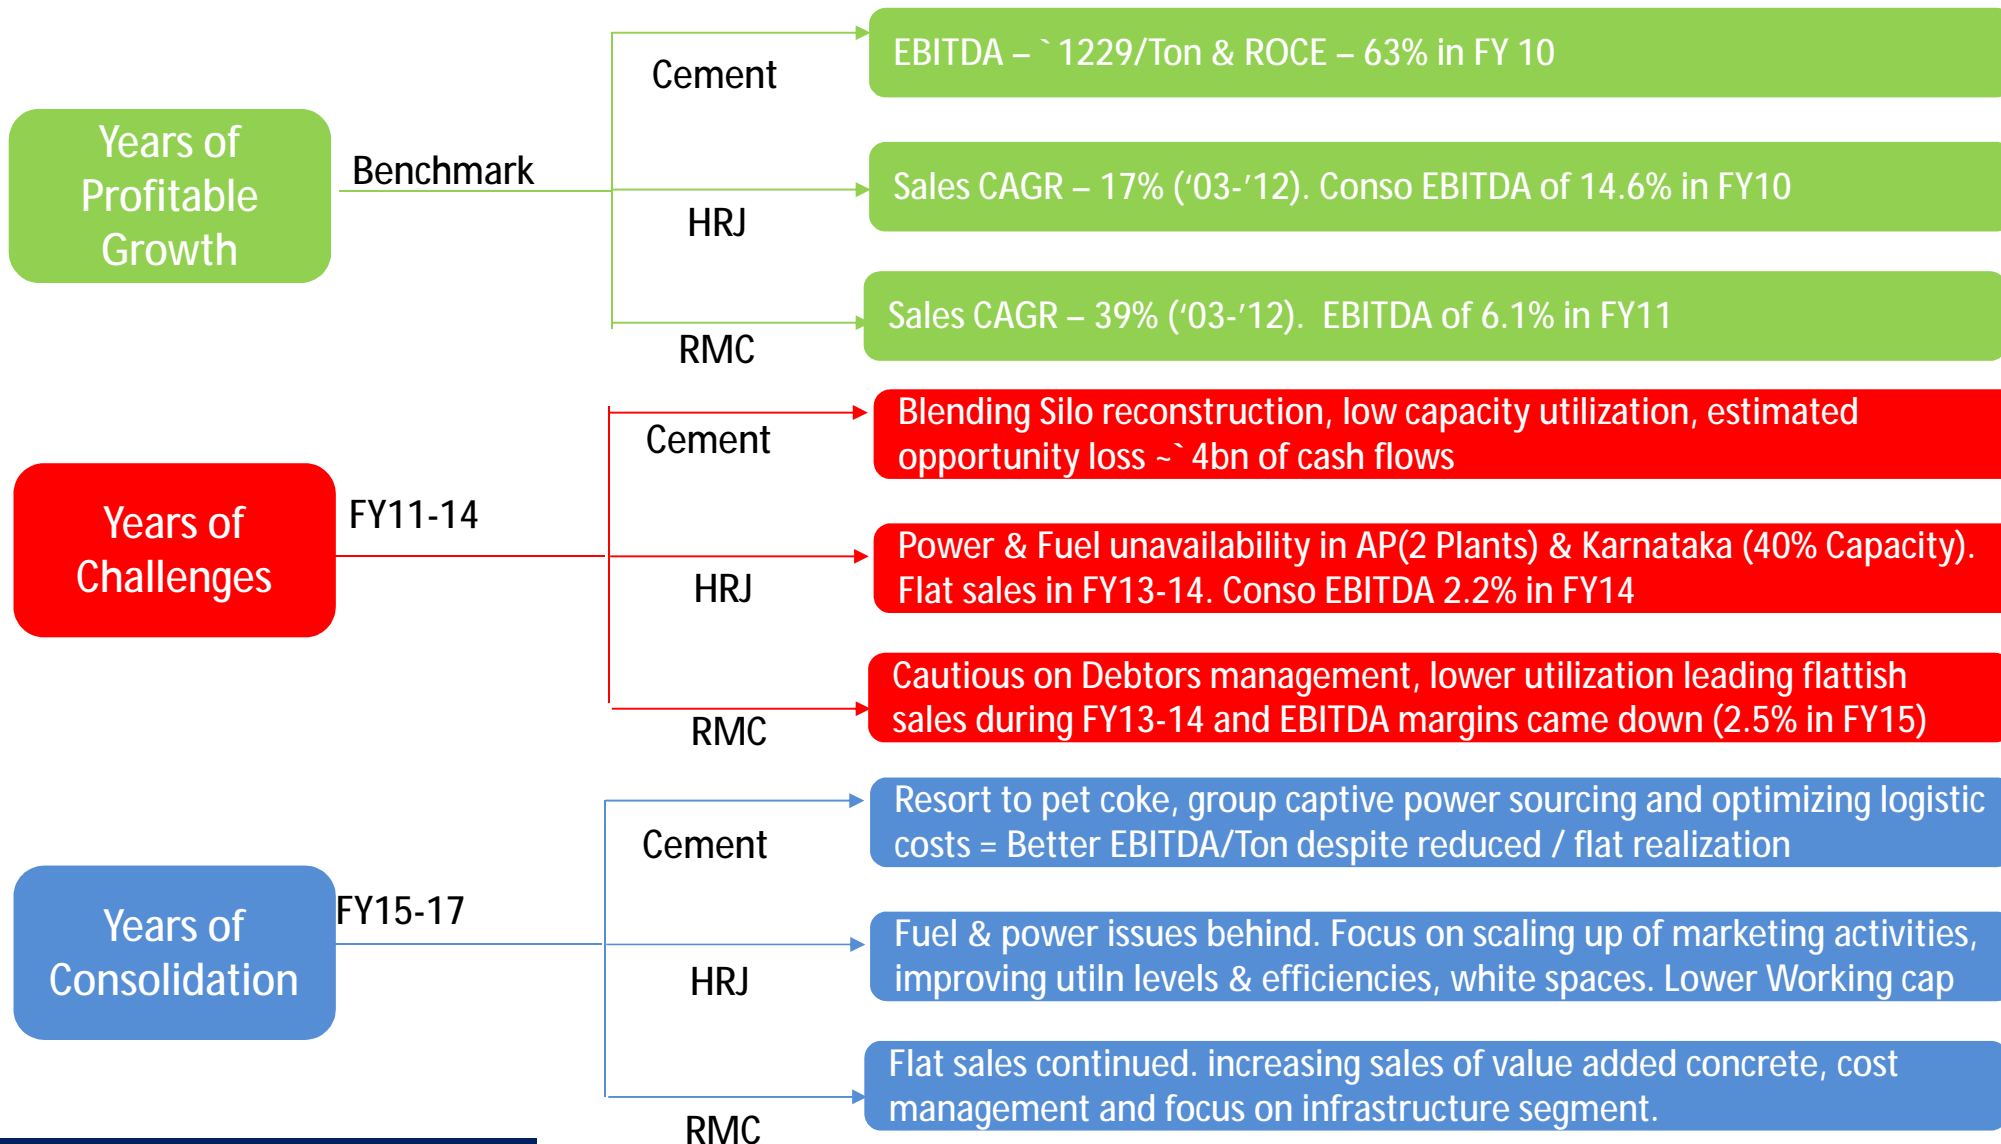 Years of
Profitable
Growth
Benchmark
Cement
EBITDA – ` 1229/Ton & ROCE – 63% in FY 10
HRJ
Sales CAGR – 17% (‘03-’12). Conso EBITDA of 14.6% in FY10
RMC
Sales CAGR – 39% (‘03-’12). EBITDA of 6.1% in FY11
Years of
Challenges
FY11-14
Cement
Blending Silo reconstruction, low capacity utilization, estimated
opportunity loss ~` 4bn of cash flows
HRJ
Power & Fuel unavailability in AP(2 Plants) & Karnataka (40% Capacity).
Flat sales in FY13-14. Conso EBITDA 2.2% in FY14
RMC
Cautious on Debtors management, lower utilization leading flattish
sales during FY13-14 and EBITDA margins came down (2.5% in FY15)
Years of
Consolidation
FY15-17
Cement
Resort to pet coke, group captive power sourcing and optimizing logistic
costs = Better EBITDA/Ton despite reduced / flat realization
HRJ
Fuel & power issues behind. Focus on scaling up of marketing activities,
improving utiln levels & efficiencies, white spaces. Lower Working cap
RMC
Flat sales continued. increasing sales of value added concrete, cost
management and focus on infrastructure segment.